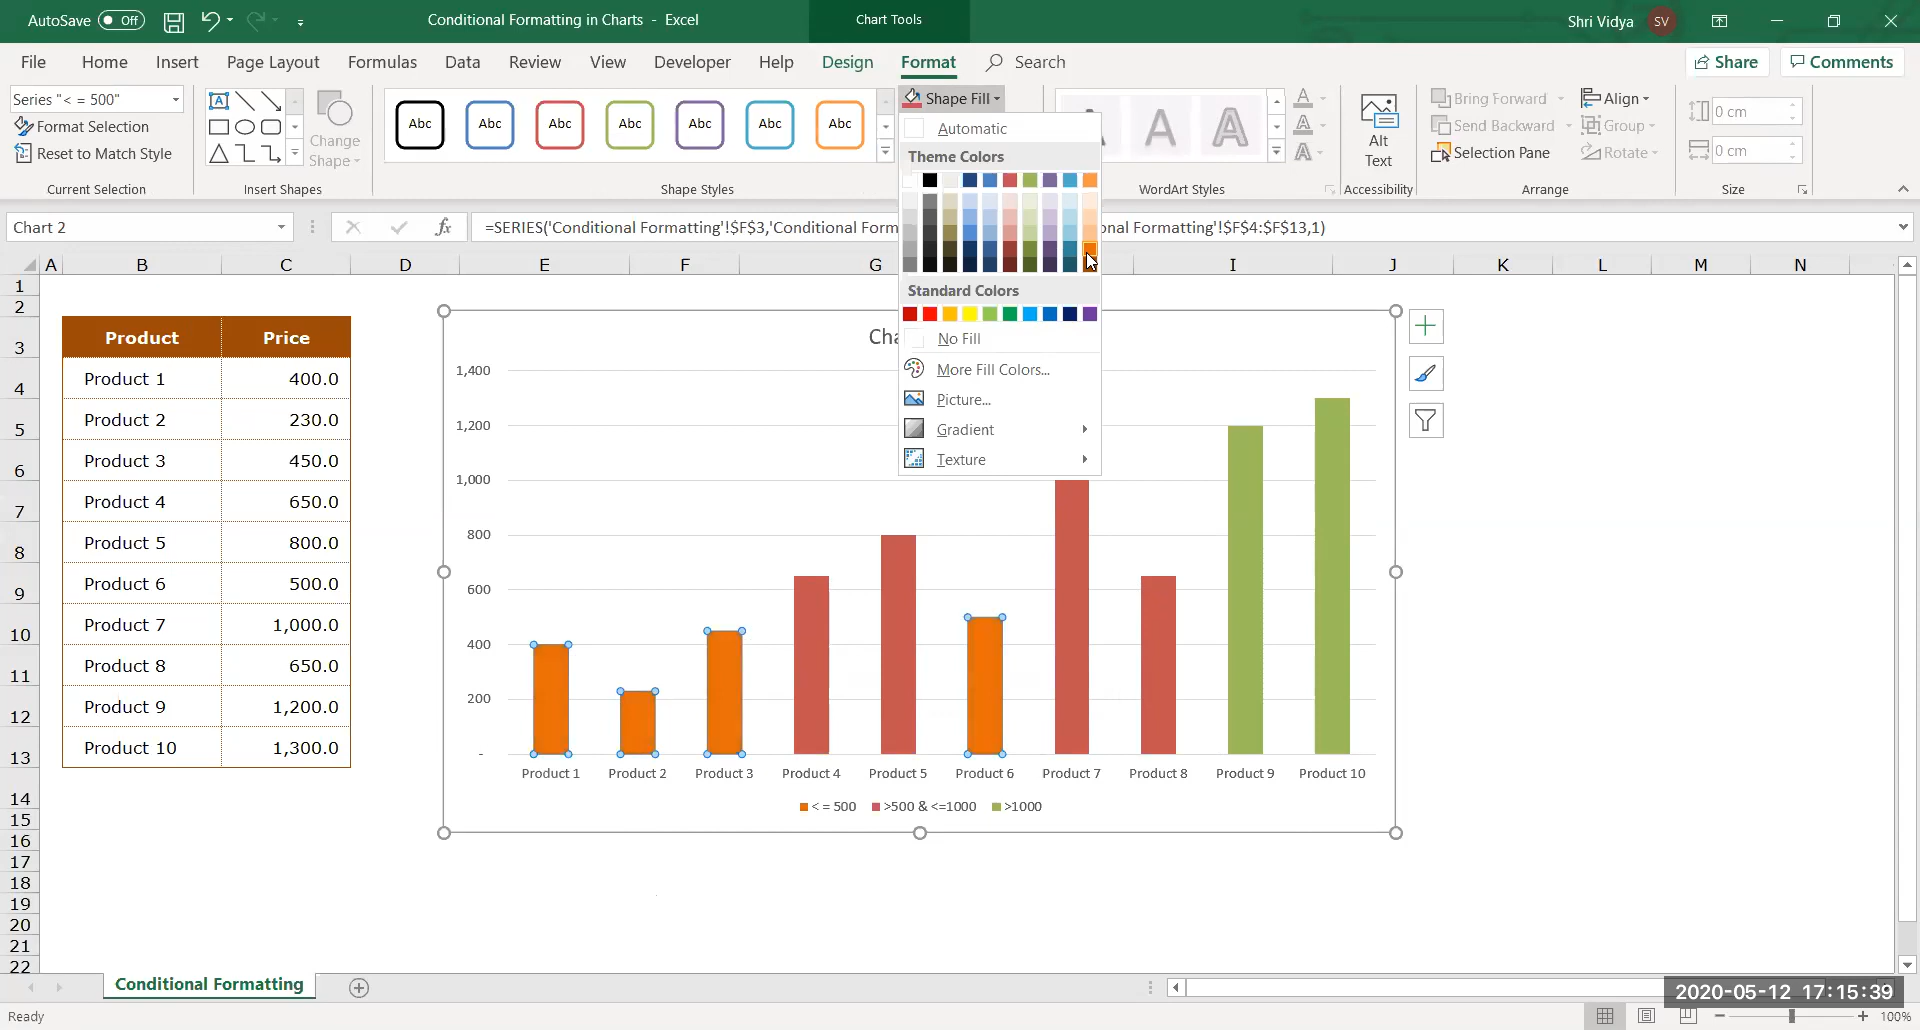 AutoSave Off
Conditional Formatting in Charts - Excel
Chart Tools
Shri Vidya SV
File Home Insert Page Layout Formulas Data Review View Developer Help Design Format Search
Share Comments
Series "< = 500"
Format Selection
Reset to Match Style
Current Selection
Change
Shape
Insert Shapes
Abc Abc Abc Abc Abc Abc Abc
Shape Styles
Shape Fill
A A A
WordArt Styles
Alt
Text
Accessibility
Bring Forward
Send Backward
Selection Pane
Align
Group
Rotate
Arrange
0 cm
0 cm
Size
Chart 2
fx
=SERIES('Conditional Formatting'!$F$3,'Conditional Form
nal Formatting'!$F$4:$F$13,1)
Automatic
Theme Colors
Standard Colors
No Fill
More Fill Colors...
Picture...
Gradient
Texture
A B C D E F G I J K L M N
1
2
3
4
5
6
7
8
9
10
11
12
13
14
15
16
17
18
19
20
21
22
Product Price
Product 1 400.0
Product 2 230.0
Product 3 450.0
Product 4 650.0
Product 5 800.0
Product 6 500.0
Product 7 1,000.0
Product 8 650.0
Product 9 1,200.0
Product 10 1,300.0
Cha
1,400
1,200
1,000
800
600
400
200
-
Product 1 Product 2 Product 3 Product 4 Product 5 Product 6 Product 7 Product 8 Product 9 Product 10
< = 500 >500 & <=1000 >1000
Conditional Formatting
2020-05-12 17:15:39
Ready
100%